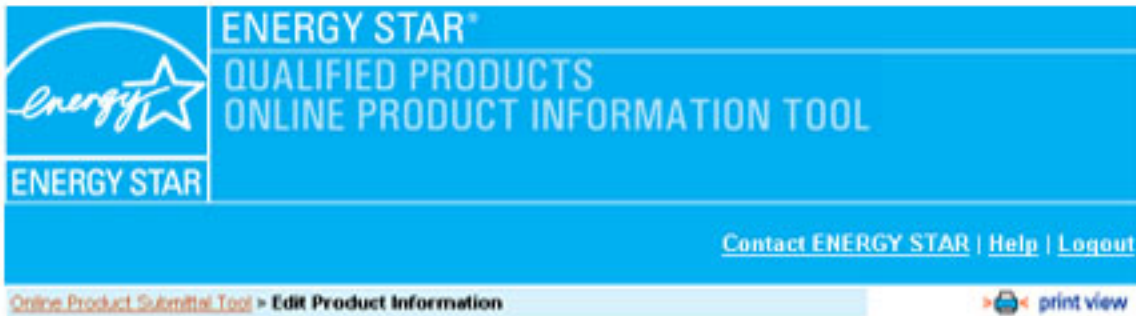 ENERGY STAR®
QUALIFIED PRODUCTS
ONLINE PRODUCT INFORMATION TOOL
energy
ENERGY STAR
Contact ENERGY STAR | Help | Logout
Online Product Submittal Tool > Edit Product Information
print view